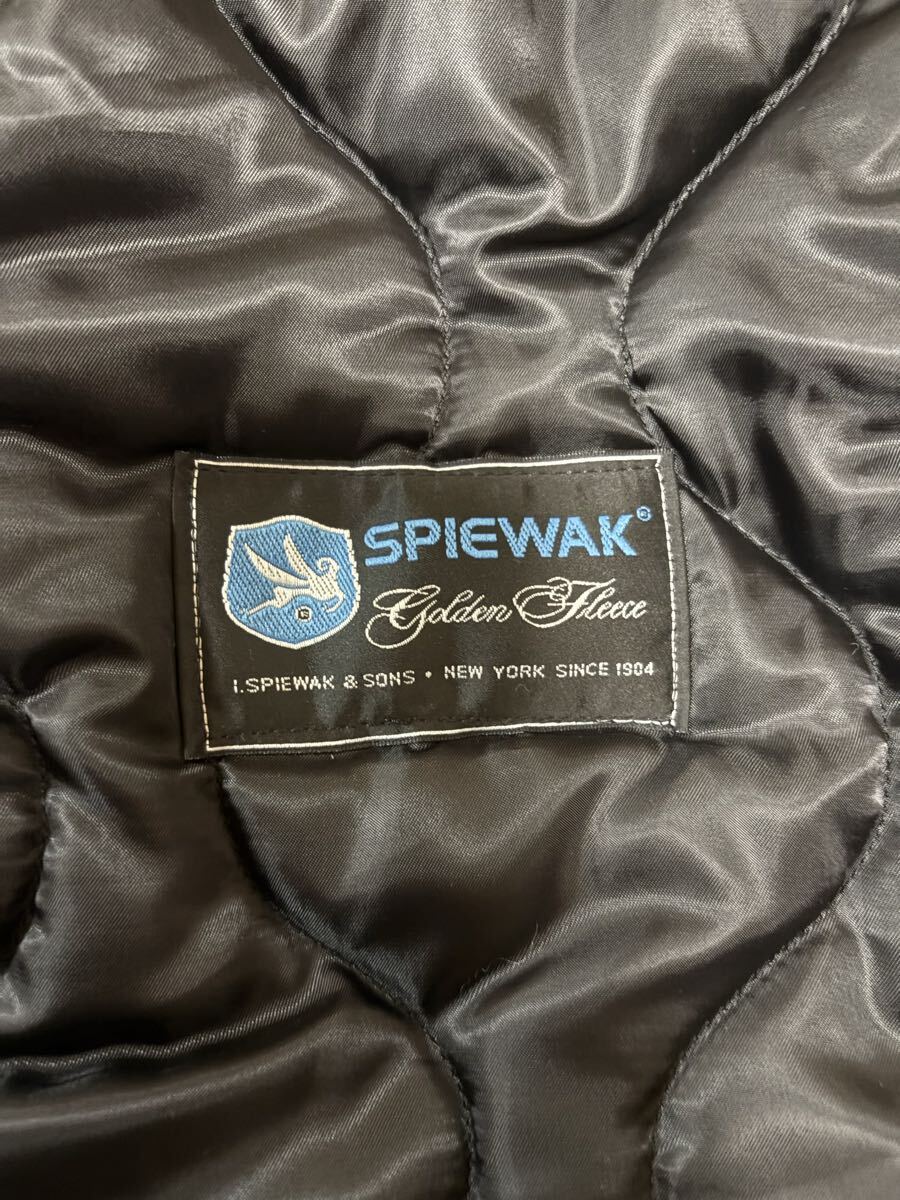 SPIEWAK®
Golden Fleece
I.SPIEWAK & SONS • NEW YORK SINCE 1904